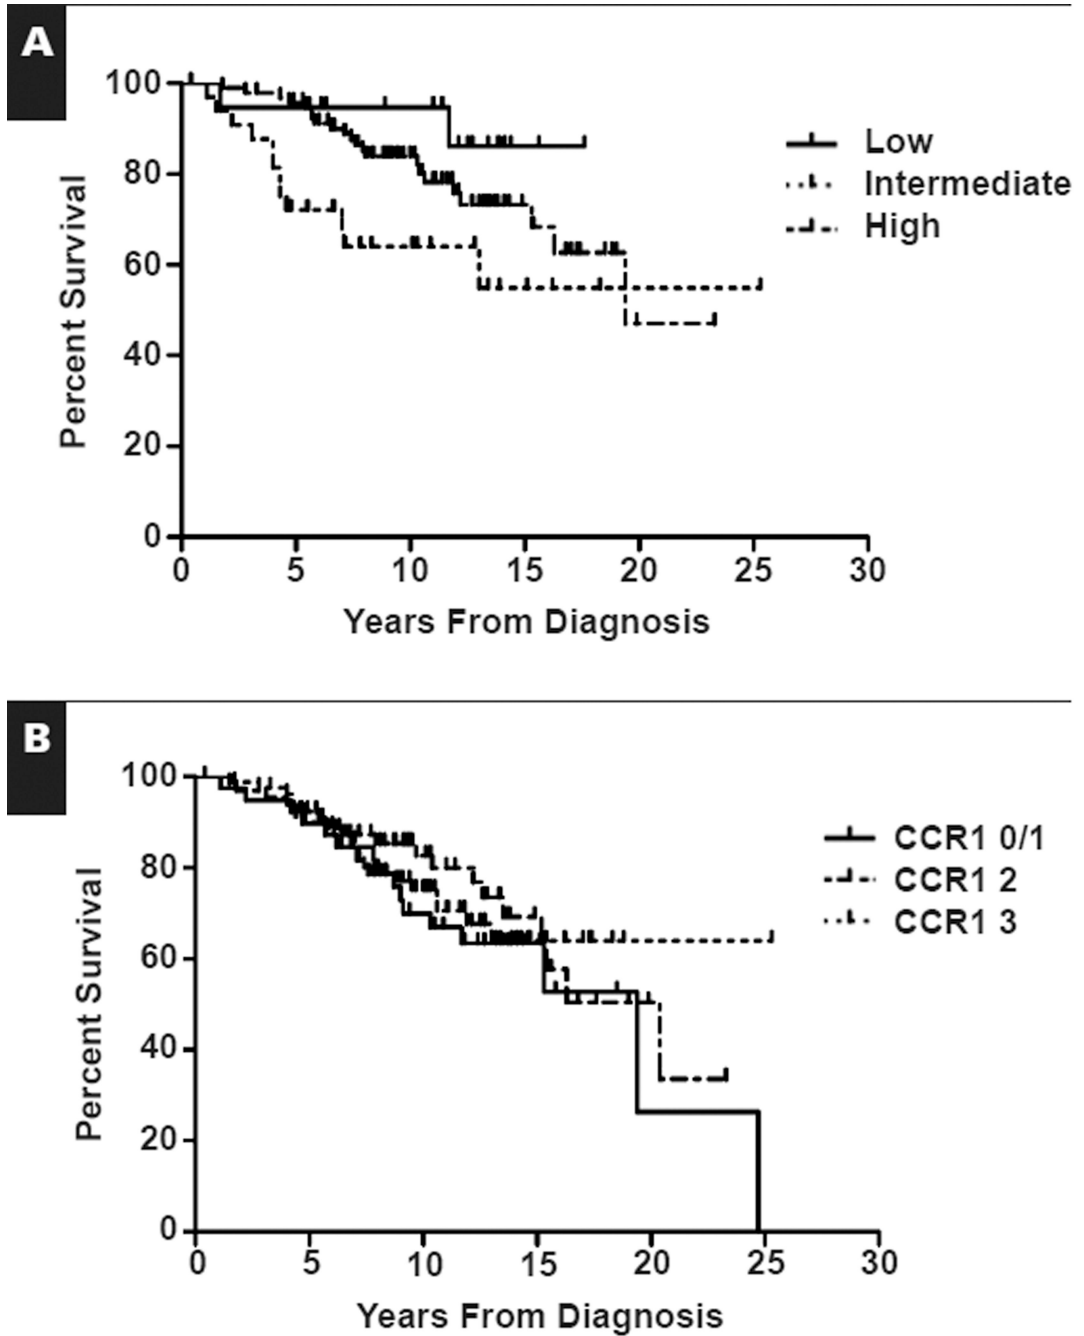 A
100
80
60
40
20
0
Percent Survival
0 5 10 15 20 25 30
Years From Diagnosis
Low
Intermediate
High
B
100
80
60
40
20
0
Percent Survival
0 5 10 15 20 25 30
Years From Diagnosis
CCR1 0/1
CCR1 2
CCR1 3